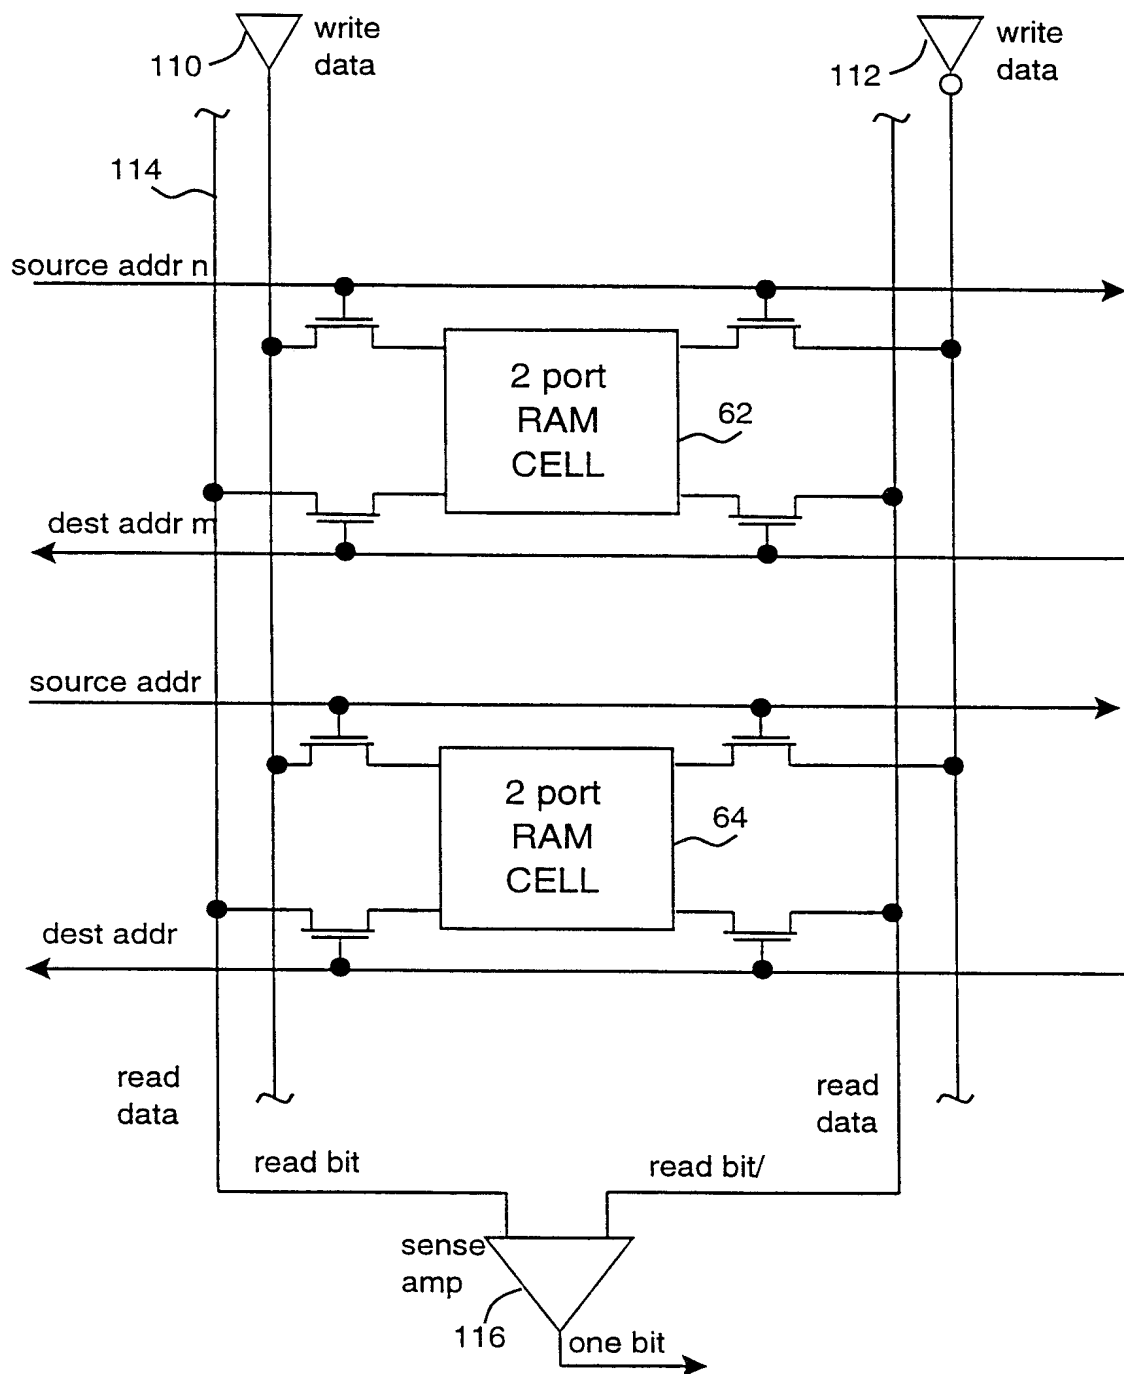 write
data
110
write
data
112
114
source addr n
2 port
RAM
CELL
62
dest addr m
source addr
2 port
RAM
CELL
64
dest addr
read
data
read
data
read bit
read bit/
sense
amp
116
one bit